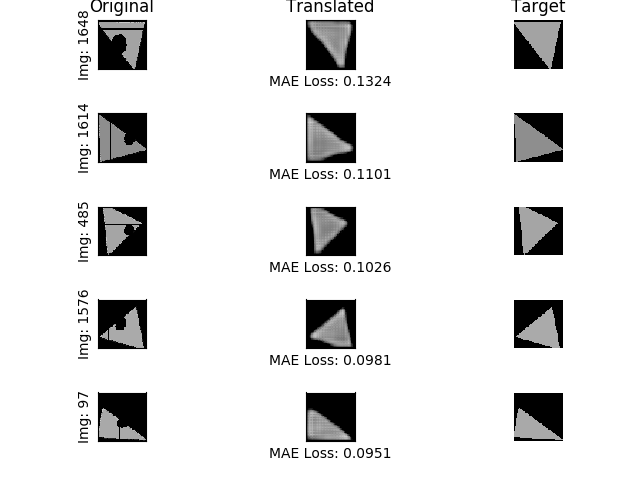 Original Translated Target
Img: 1648
MAE Loss: 0.1324
Img: 1614
MAE Loss: 0.1101
Img: 485
MAE Loss: 0.1026
Img: 1576
MAE Loss: 0.0981
Img: 97
MAE Loss: 0.0951